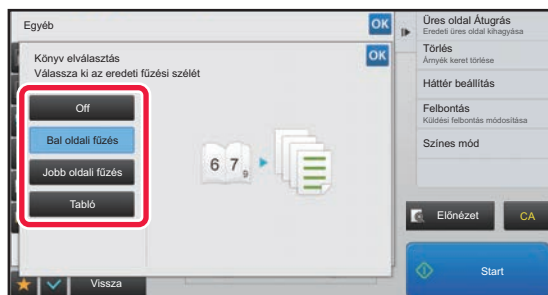 Egyéb
OK
Könyv elválasztás
Válassza ki az eredeti fűzési szélét
OK
Off
Bal oldali fűzés
Jobb oldali fűzés
Tabló
6 7 9
Vissza
Üres oldal Átugrás
Eredeti üres oldal kihagyása
Törlés
Árnyék keret törlése
Háttér beállítás
Felbontás
Küldési felbontás módosítása
Színes mód
Előnézet
CA
Start